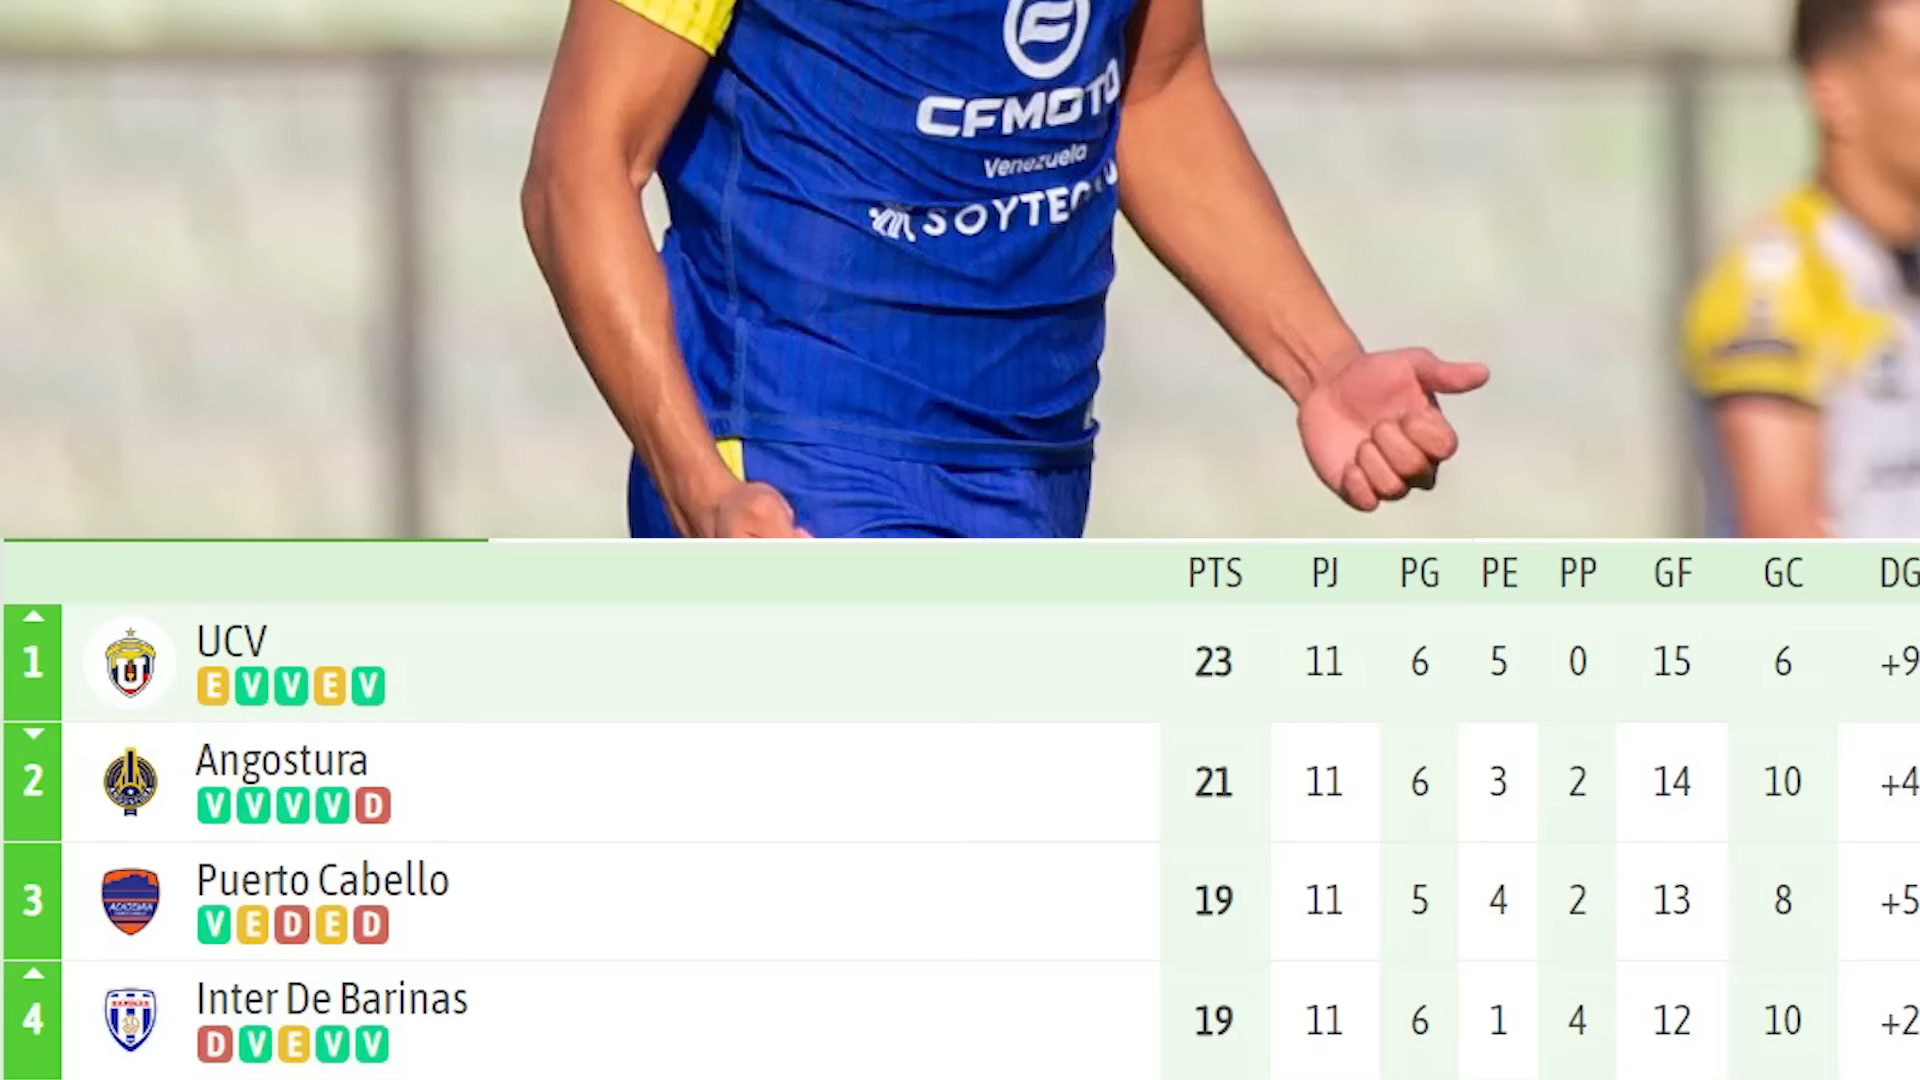 CFMOTO
Venezuela
PTS PJ PG PE PP GF GC DG
1 UCV 23 11 6 5 0 15 6 +9
E V V E V
2 Angostura 21 11 6 3 2 14 10 +4
V V V V D
3 Puerto Cabello 19 11 5 4 2 13 8 +5
V E D E D
4 Inter De Barinas 19 11 6 1 4 12 10 +2
D V E V V